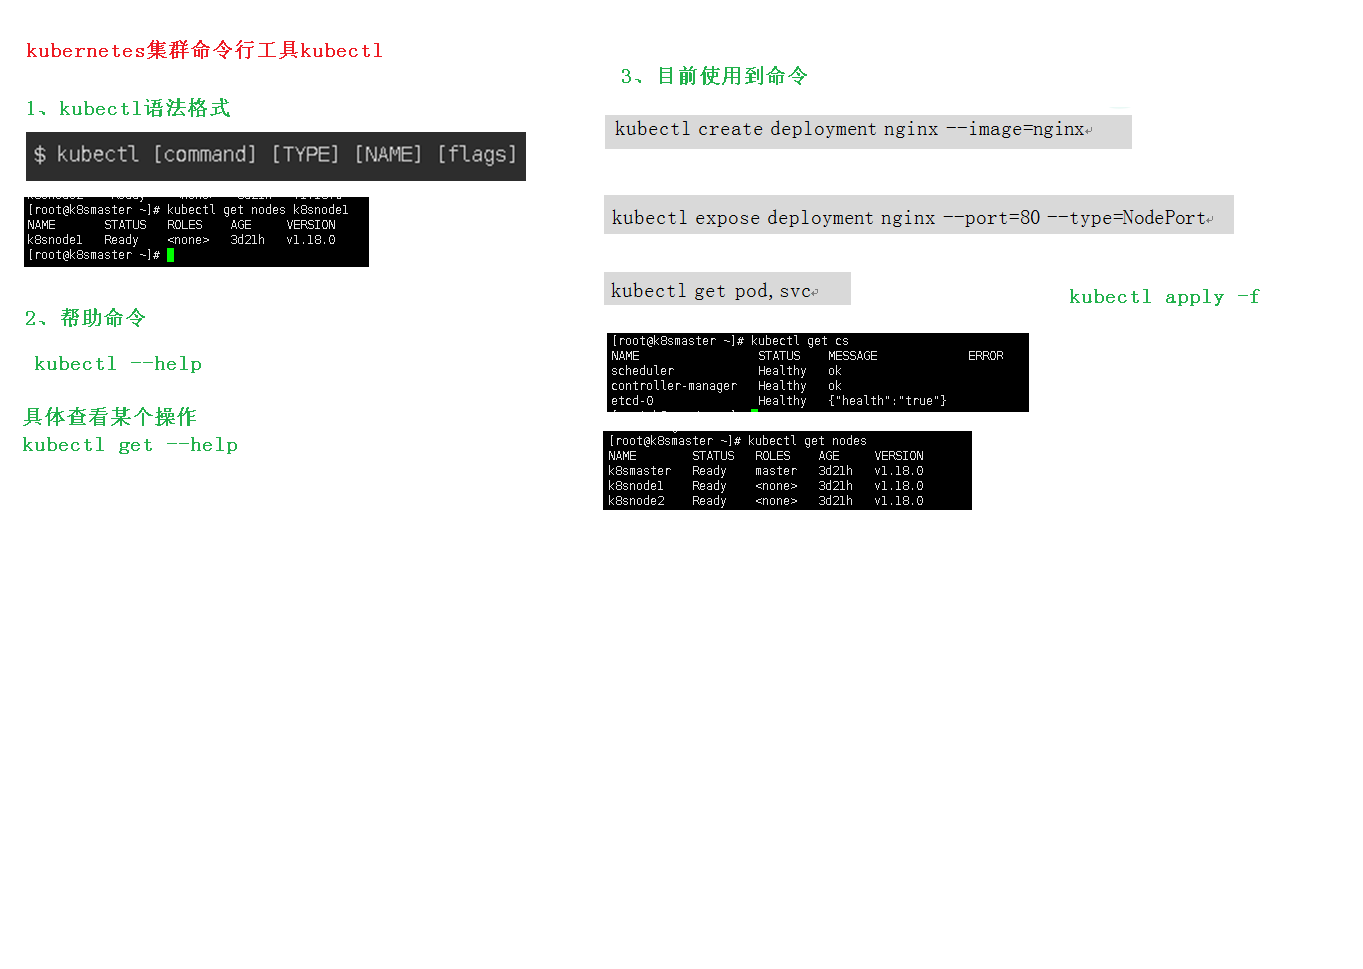 kubernetes集群命令行工具kubectl
1、kubectl语法格式
$ kubectl [command] [TYPE] [NAME] [flags]
[root@k8smaster ~]# kubectl get nodes k8snode1
NAME STATUS ROLES AGE VERSION
k8snode1 Ready <none> 3d21h v1.18.0
[root@k8smaster ~]#
2、帮助命令
kubectl --help
具体查看某个操作
kubectl get --help
3、目前使用到命令
kubectl create deployment nginx --image=nginx
kubectl expose deployment nginx --port=80 --type=NodePort
kubectl get pod,svc
kubectl apply -f
[root@k8smaster ~]# kubectl get cs
NAME STATUS MESSAGE ERROR
scheduler Healthy ok
controller-manager Healthy ok
etcd-0 Healthy {"health":"true"}
[root@k8smaster ~]# kubectl get nodes
NAME STATUS ROLES AGE VERSION
k8smaster Ready master 3d21h v1.18.0
k8snode1 Ready <none> 3d21h v1.18.0
k8snode2 Ready <none> 3d21h v1.18.0